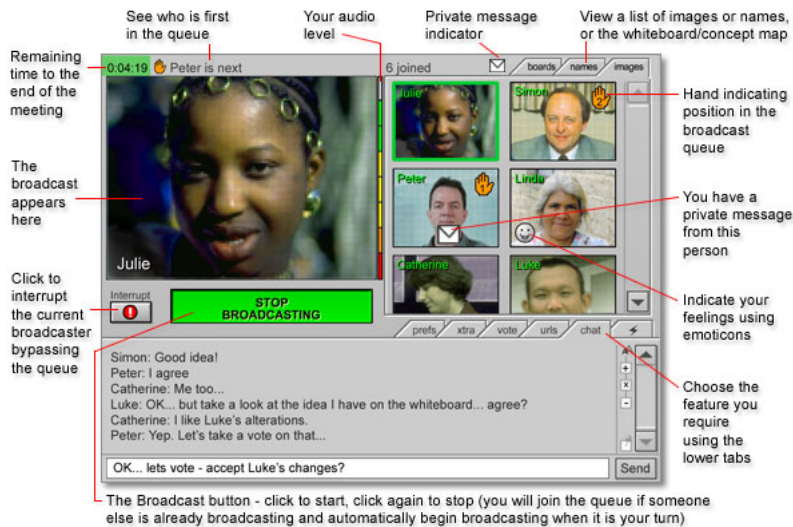 See who is first
in the queue
Your audio
level
Private message
indicator
View a list of images or names,
or the whiteboard/concept map
Remaining
time to the
end of the
meeting
0:04:19 Peter is next
6 joined
boards names images
Julie
Simon
2
Hand indicating
position in the
broadcast
queue
The
broadcast
appears
here
Peter
1
Linda
You have a
private message
from this
person
Julie
Catherine
Luke
Click to
interrupt
the current
broadcaster
bypassing
the queue
Interrupt
STOP
BROADCASTING
Indicate your
feelings using
emoticons
prefs xtra vote urls chat
Simon: Good idea!
Peter: I agree
Catherine: Me too...
Luke: OK... but take a look at the idea I have on the whiteboard... agree?
Catherine: I like Luke's alterations.
Peter: Yep. Let's take a vote on that...
Choose the
feature you
require
using the
lower tabs
OK... lets vote - accept Luke's changes?
Send
The Broadcast button - click to start, click again to stop (you will join the queue if someone
else is already broadcasting and automatically begin broadcasting when it is your turn)